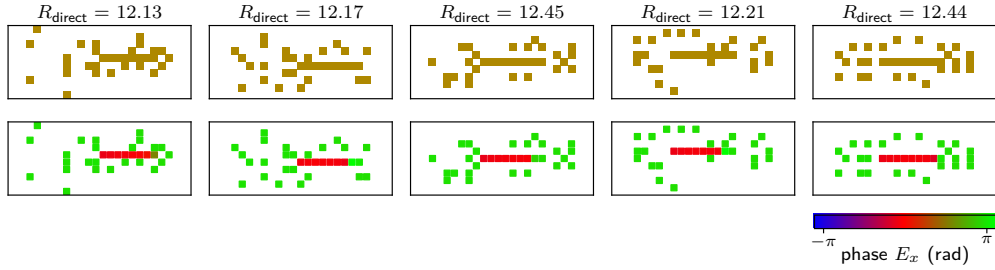 R_direct = 12.13 R_direct = 12.17 R_direct = 12.45 R_direct = 12.21 R_direct = 12.44
−π π
phase E_x (rad)